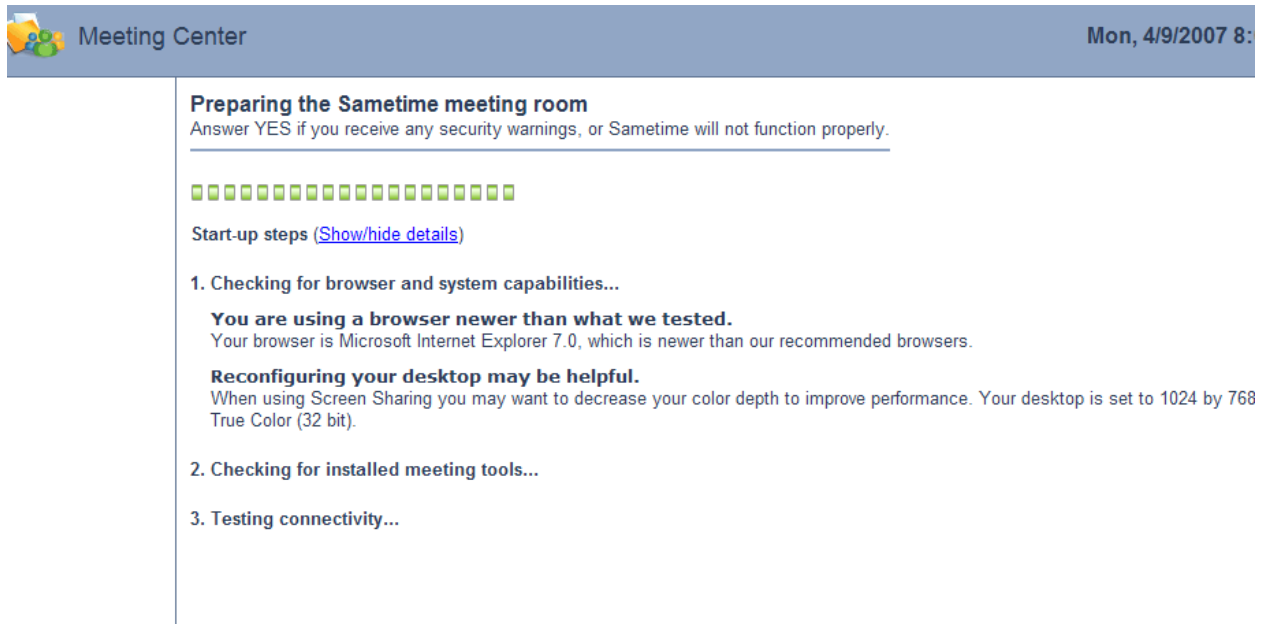 Meeting Center
Mon, 4/9/2007 8:
Preparing the Sametime meeting room
Answer YES if you receive any security warnings, or Sametime will not function properly.
Start-up steps (Show/hide details)
1. Checking for browser and system capabilities...
You are using a browser newer than what we tested.
Your browser is Microsoft Internet Explorer 7.0, which is newer than our recommended browsers.
Reconfiguring your desktop may be helpful.
When using Screen Sharing you may want to decrease your color depth to improve performance. Your desktop is set to 1024 by 768
True Color (32 bit).
2. Checking for installed meeting tools...
3. Testing connectivity...